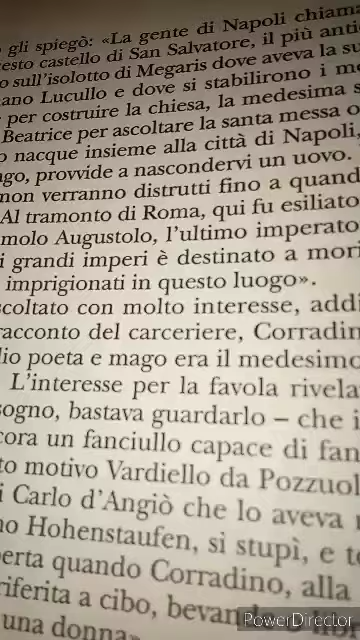 gli spiegò: «La gente di Napoli chiama
esto castello di San Salvatore, il più anti
o sull'isolotto di Megaris dove aveva la su
ano Lucullo e dove si stabilirono i m
per costruire la chiesa, la medesima s
Beatrice per ascoltare la santa messa o
o nacque insieme alla città di Napoli,
ago, provvide a nascondervi un uovo.
non verranno distrutti fino a quand
Al tramonto di Roma, qui fu esiliato
molo Augustolo, l'ultimo imperato
i grandi imperi è destinato a mori
imprigionati in questo luogo».
scoltato con molto interesse, addi
racconto del carceriere, Corradin
lio poeta e mago era il medesimo
L'interesse per la favola rivela
sogno, bastava guardarlo – che i
cora un fanciullo capace di fan
to motivo Vardiello da Pozzuol
i Carlo d'Angiò che lo aveva
no Hohenstaufen, si stupì, e t
perta quando Corradino, alla
riferita a cibo, bevand
una donna»
PowerDirector